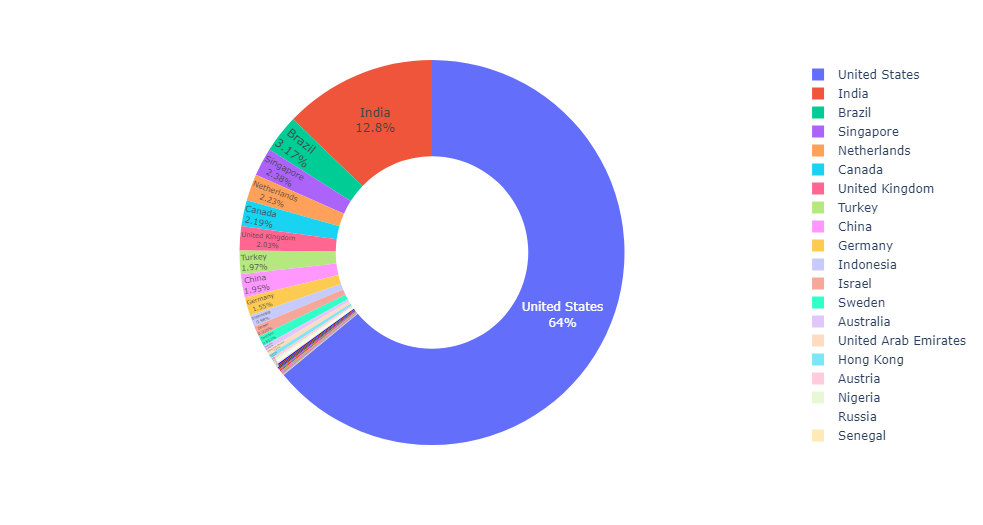 India
12.8%
Brazil
3.17%
Singapore
2.38%
Netherlands
2.23%
Canada
2.19%
United Kingdom
2.03%
Turkey
1.97%
China
1.95%
Germany
1.55%
United States
64%
United States
India
Brazil
Singapore
Netherlands
Canada
United Kingdom
Turkey
China
Germany
Indonesia
Israel
Sweden
Australia
United Arab Emirates
Hong Kong
Austria
Nigeria
Russia
Senegal